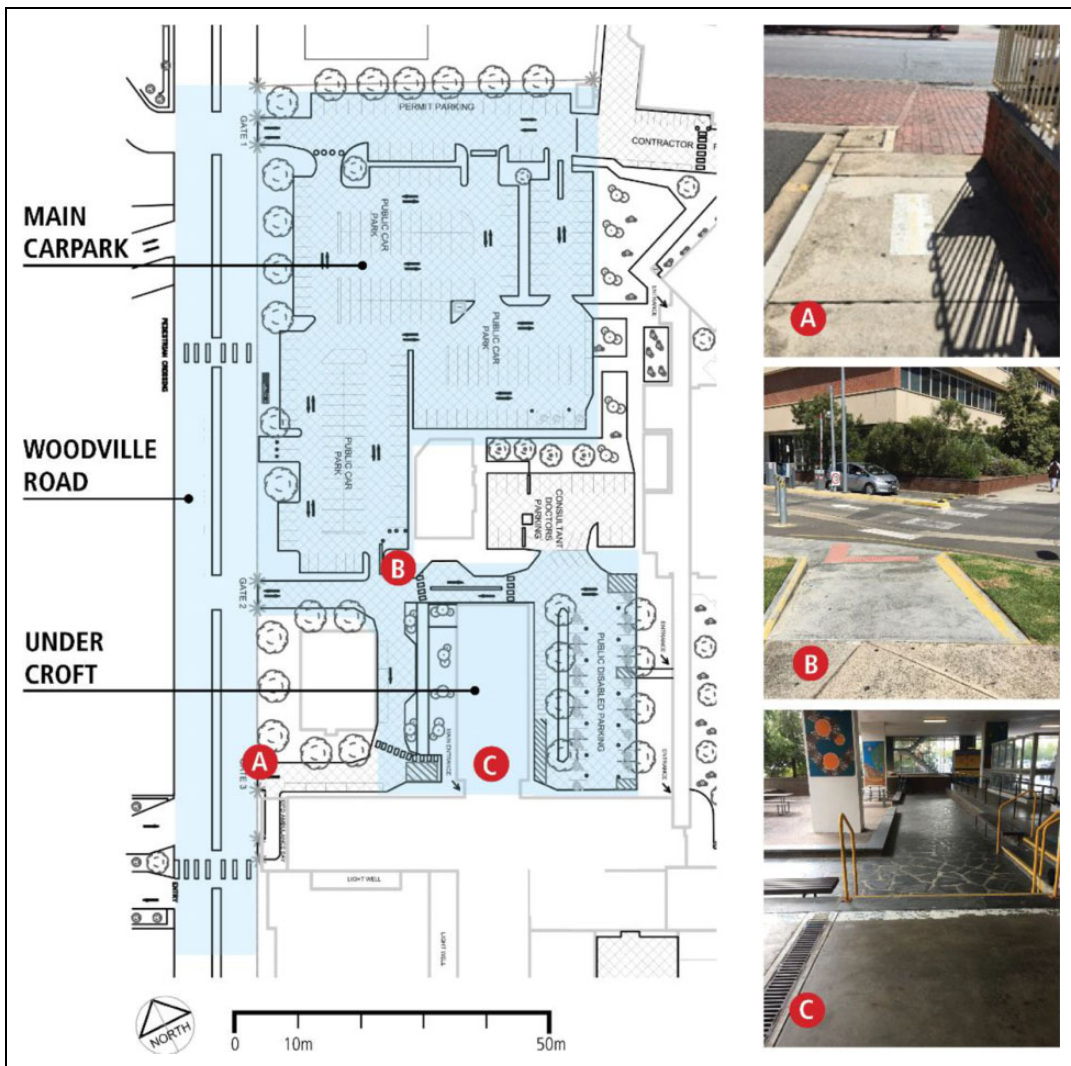 MAIN
CARPARK
WOODVILLE
ROAD
UNDER
CROFT
GATE 1
PERMIT PARKING
CONTRACTOR
PUBLIC CAR
PARK
PUBLIC CAR
PARK
PUBLIC CAR
PARK
ENTRANCE
PEDESTRIAN CROSSING
CONSULTANT
DOCTORS
PARKING
GATE 2
B
PUBLIC DISABLED PARKING
ENTRANCE
A
GATE 3
MAIN ENTRANCE
C
ENTRANCE
ENTRY
LIGHT WELL
LIGHT WELL
NORTH
0
10m
50m
A
B
C